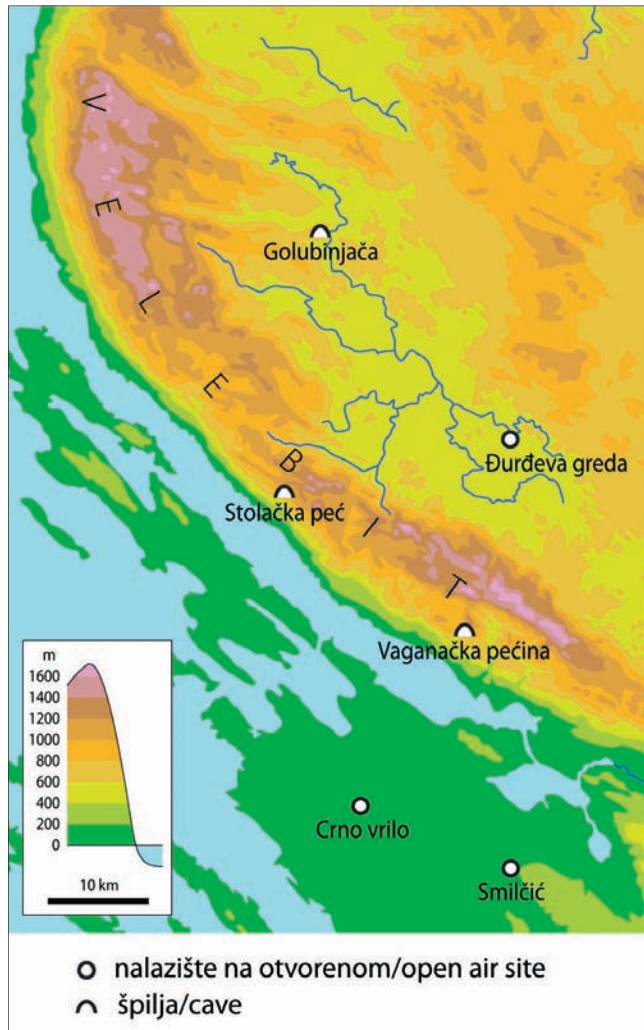 V E L E B I T
Golubinjača
Đurđeva greda
Stolačka peć
Vaganačka pećina
Crno vrilo
Smilčić
m
1600
1400
1200
1000
800
600
400
200
0
10 km
nalazište na otvorenom/open air site
špilja/cave